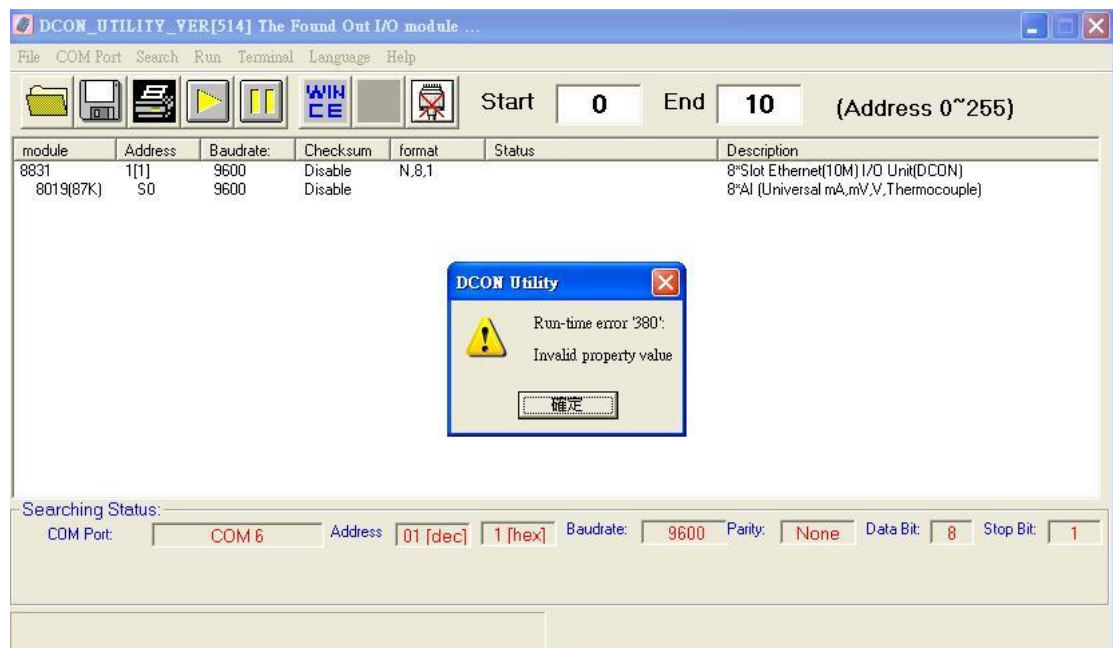 DCON_UTILITY_VER[514] The Found Out I/O module ...
File COM Port Search Run Terminal Language Help
WIN CE Start 0 End 10 (Address 0~255)
module Address Baudrate: Checksum format Status Description
8831 1[1] 9600 Disable N,8,1 8*Slot Ethernet(10M) I/O Unit(DCON)
8019(87K) S0 9600 Disable 8*AI (Universal mA,mV,V,Thermocouple)
DCON Utility
Run-time error '380':
Invalid property value
確定
Searching Status:
COM Port: COM 6 Address 01 [dec] 1 [hex] Baudrate: 9600 Parity: None Data Bit: 8 Stop Bit: 1